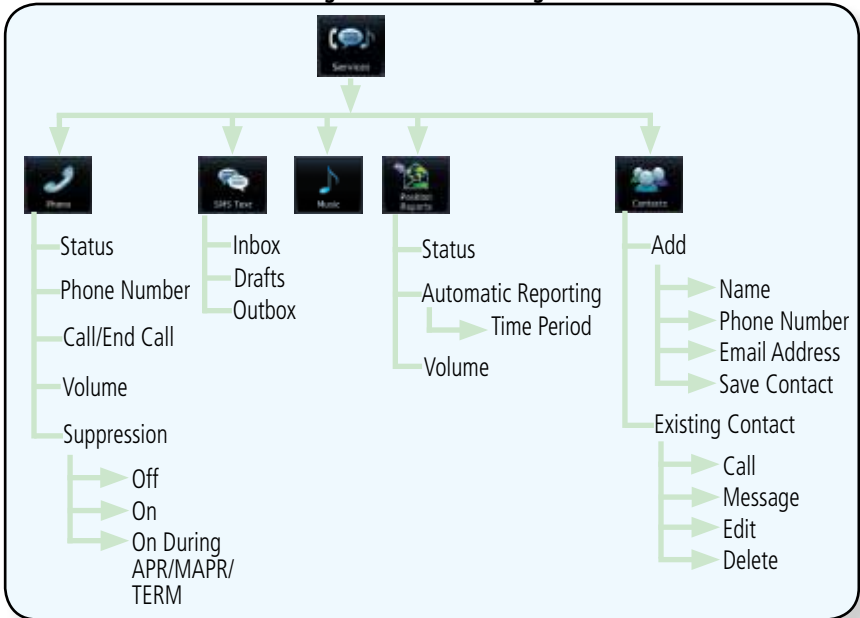 Services
Phone
SMS Text
Music
Position
Reports
Contacts
Status
Phone Number
Call/End Call
Volume
Suppression
Off
On
On During
APR/MAPR/
TERM
Inbox
Drafts
Outbox
Status
Automatic Reporting
Time Period
Volume
Add
Name
Phone Number
Email Address
Save Contact
Existing Contact
Call
Message
Edit
Delete